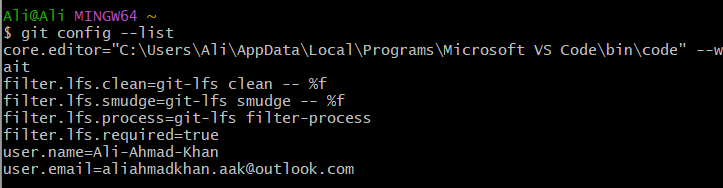 Ali@Ali MINGW64 ~
$ git config --list
core.editor="C:\Users\Ali\AppData\Local\Programs\Microsoft VS Code\bin\code" --w
ait
filter.lfs.clean=git-lfs clean -- %f
filter.lfs.smudge=git-lfs smudge -- %f
filter.lfs.process=git-lfs filter-process
filter.lfs.required=true
user.name=Ali-Ahmad-Khan
user.email=aliahmadkhan.aak@outlook.com